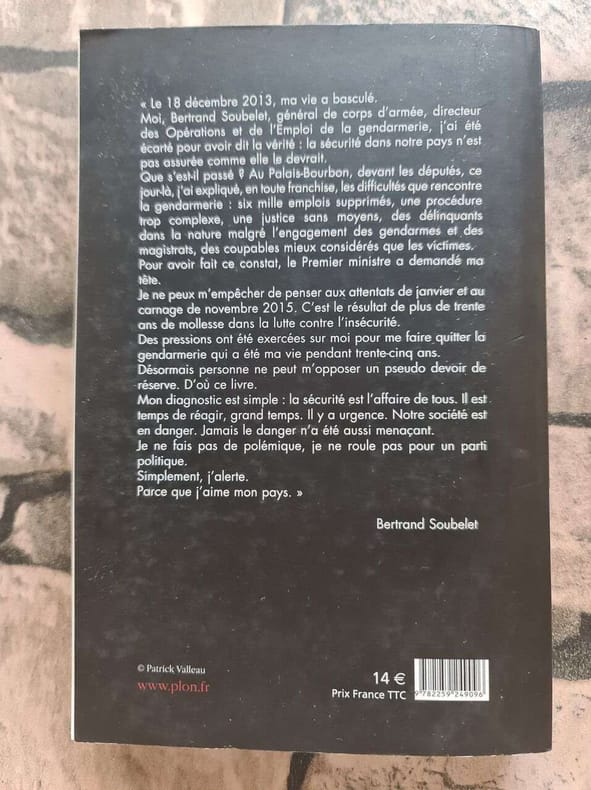 « Le 18 décembre 2013, ma vie a basculé.
Moi, Bertrand Soubelet, général de corps d'armée, directeur
des Opérations et de l'Emploi de la gendarmerie, j'ai été
écarté pour avoir dit la vérité : la sécurité dans notre pays n'est
pas assurée comme elle le devrait.
Que s'est-il passé ? Au Palais-Bourbon, devant les députés, ce
jour-là, j'ai expliqué, en toute franchise, les difficultés que rencontre
la gendarmerie : six mille emplois supprimés, une procédure
trop complexe, une justice sans moyens, des délinquants
dans la nature malgré l'engagement des gendarmes et des
magistrats, des coupables mieux considérés que les victimes.
Pour avoir fait ce constat, le Premier ministre a demandé ma
tête.
Je ne peux m'empêcher de penser aux attentats de janvier et au
carnage de novembre 2015. C'est le résultat de plus de trente
ans de mollesse dans la lutte contre l'insécurité.
Des pressions ont été exercées sur moi pour me faire quitter la
gendarmerie qui a été ma vie pendant trente-cinq ans.
Désormais personne ne peut m'opposer un pseudo devoir de
réserve. D'où ce livre.
Mon diagnostic est simple : la sécurité est l'affaire de tous. Il est
temps de réagir, grand temps. Il y a urgence. Notre société est
en danger. Jamais le danger n'a été aussi menaçant.
Je ne fais pas de polémique, je ne roule pas pour un parti
politique.
Simplement, j'alerte.
Parce que j'aime mon pays. »
Bertrand Soubelet
© Patrick Valleau
www.plon.fr
14 €
Prix France TTC
9 782259 249096